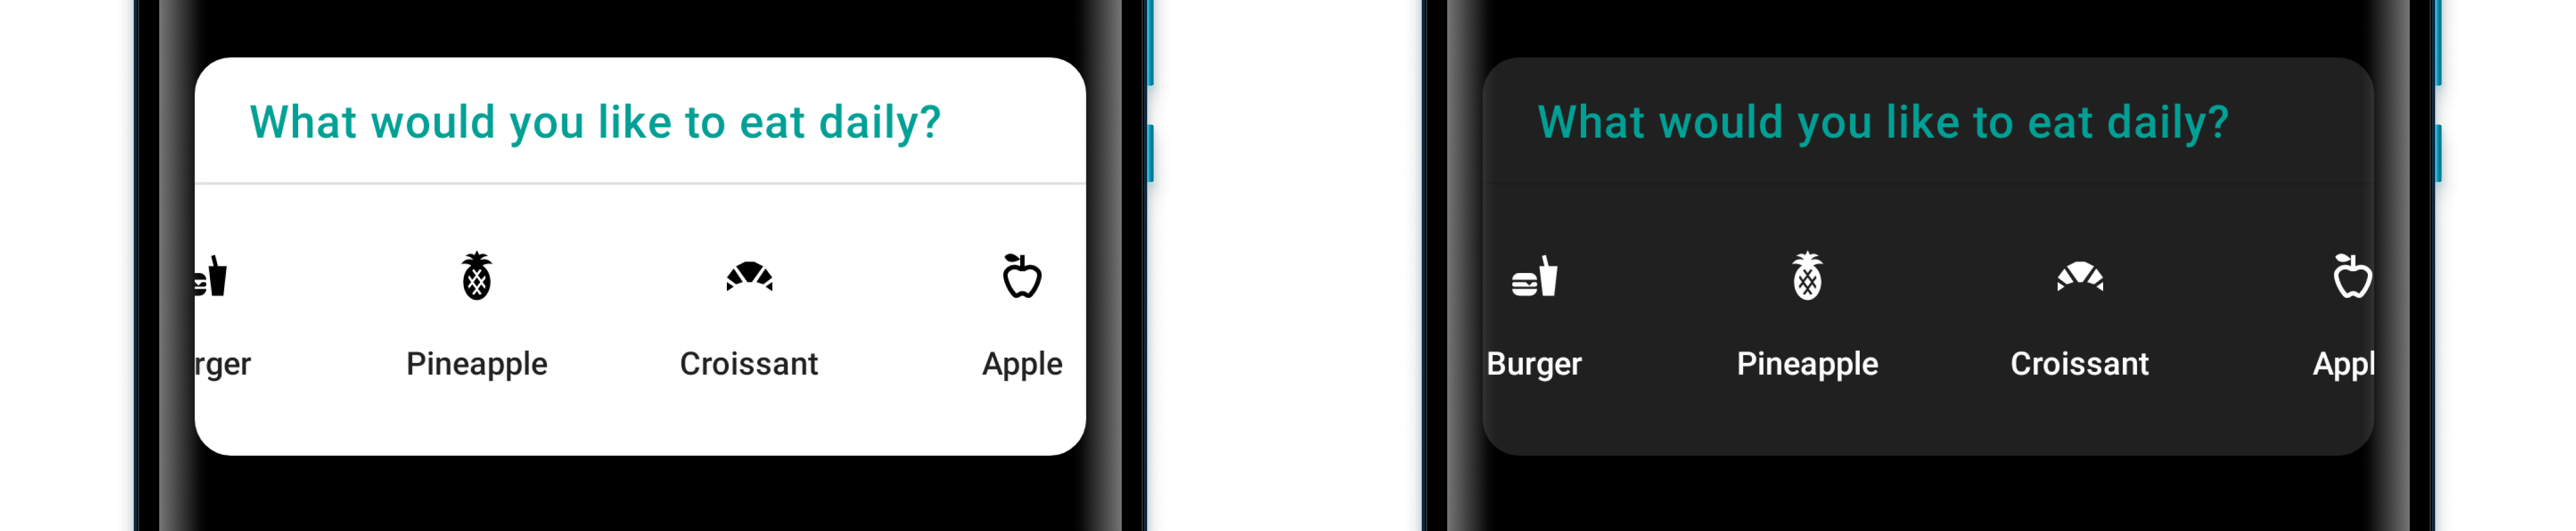 What would you like to eat daily?
rger Pineapple Croissant Apple
What would you like to eat daily?
Burger Pineapple Croissant Appl